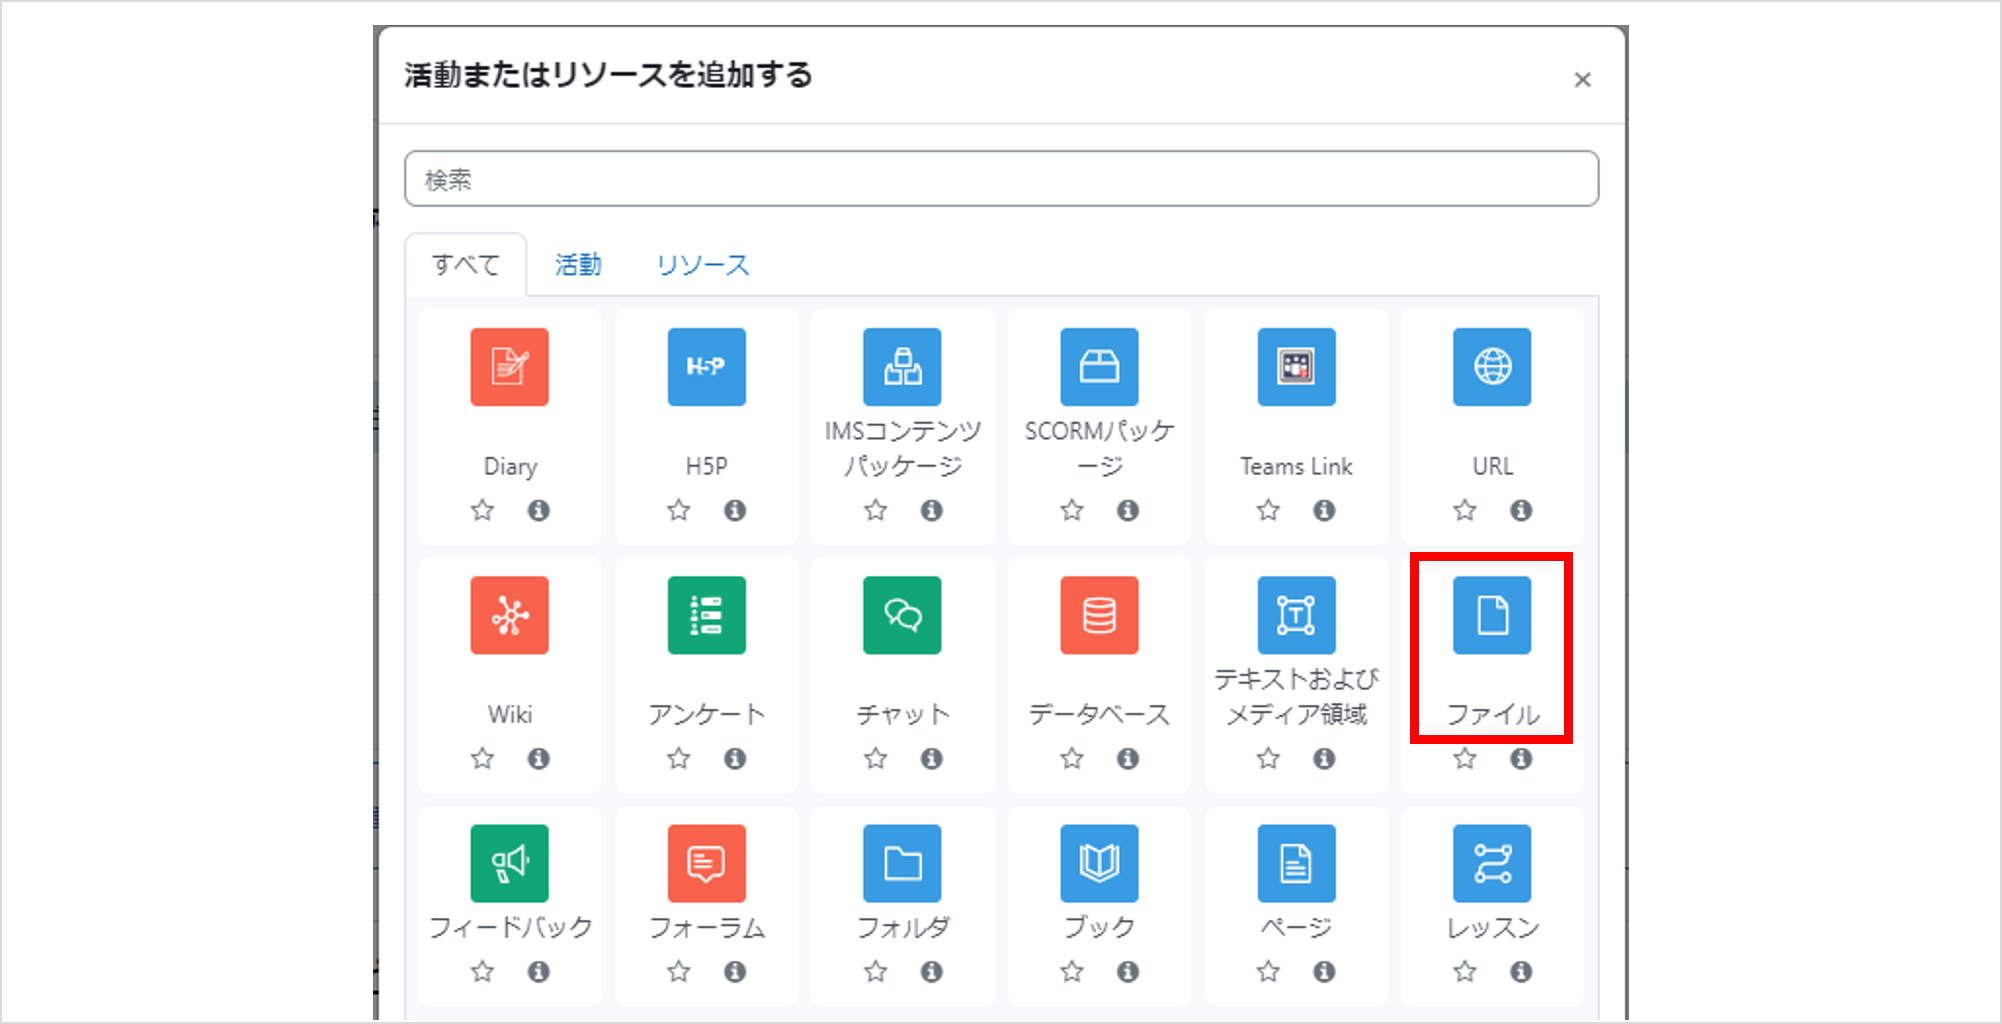 活動またはリソースを追加する
×
検索
すべて 活動 リソース
H5P
Diary
H5P
IMSコンテンツ
パッケージ
SCORMパッケ
ージ
Teams Link
URL
T
Wiki
アンケート
チャット
データベース
テキストおよび
メディア領域
ファイル
フィードバック
フォーラム
フォルダ
ブック
ページ
レッスン